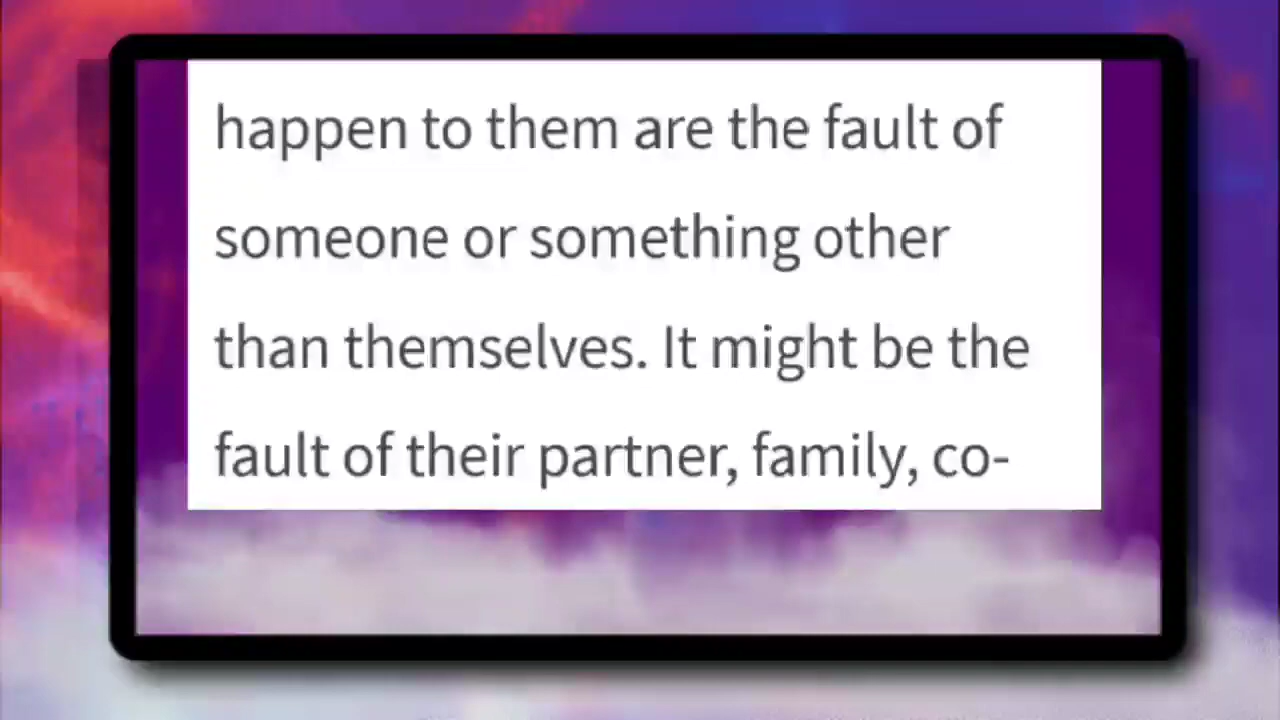 happen to them are the fault of
someone or something other
than themselves. It might be the
fault of their partner, family, co-